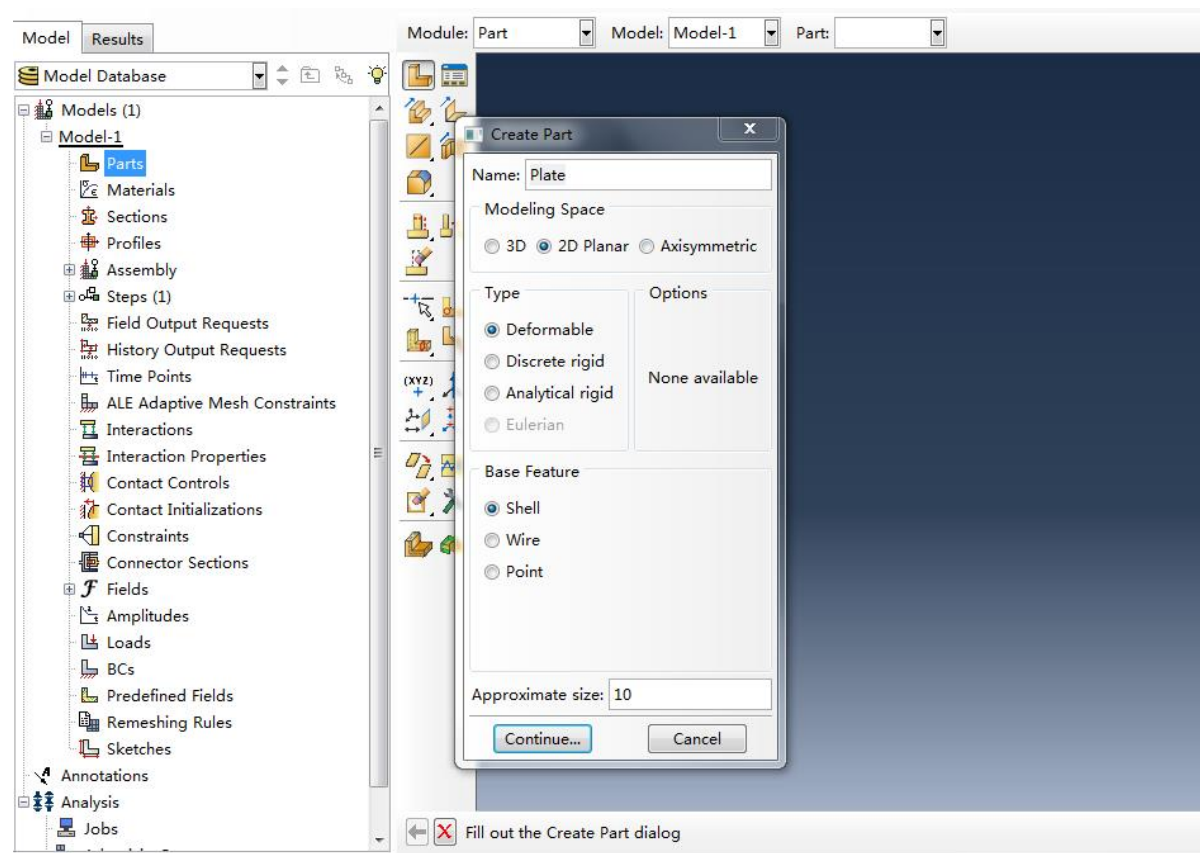 Model Results
Module: Part Model: Model-1 Part:
Model Database
Models (1)
Model-1
Parts
Materials
Sections
Profiles
Assembly
Steps (1)
Field Output Requests
History Output Requests
Time Points
ALE Adaptive Mesh Constraints
Interactions
Interaction Properties
Contact Controls
Contact Initializations
Constraints
Connector Sections
Fields
Amplitudes
Loads
BCs
Predefined Fields
Remeshing Rules
Sketches
Annotations
Analysis
Jobs
(XYZ)
Create Part
Name: Plate
Modeling Space
3D 2D Planar Axisymmetric
Type
Deformable
Discrete rigid
Analytical rigid
Eulerian
Options
None available
Base Feature
Shell
Wire
Point
Approximate size: 10
Continue... Cancel
Fill out the Create Part dialog